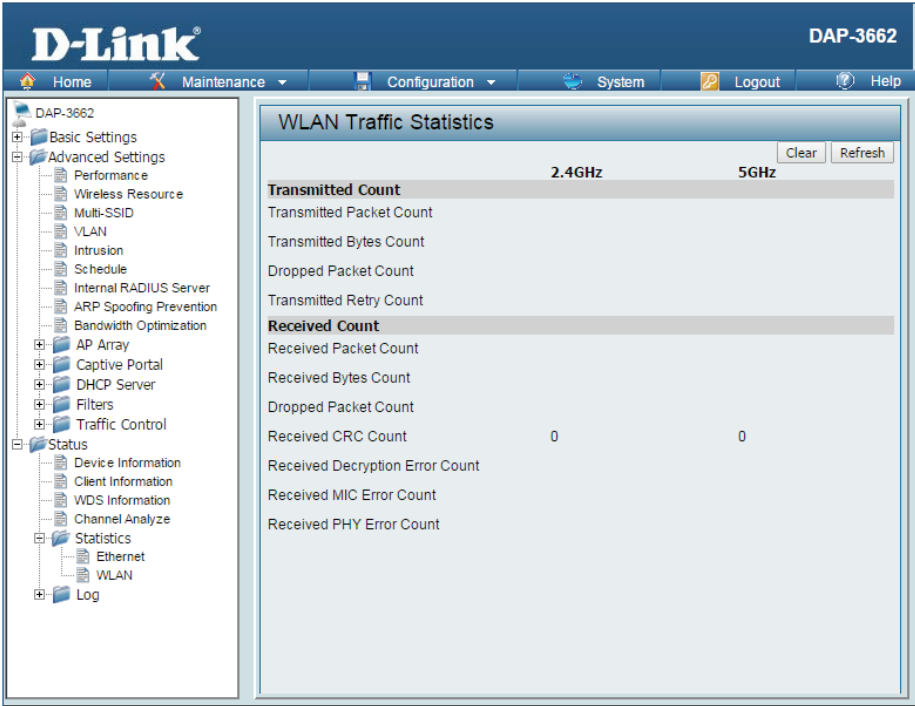 D-Link®
DAP-3662
Home Maintenance Configuration System Logout Help
DAP-3662
Basic Settings
Advanced Settings
Performance
Wireless Resource
Multi-SSID
VLAN
Intrusion
Schedule
Internal RADIUS Server
ARP Spoofing Prevention
Bandwidth Optimization
AP Array
Captive Portal
DHCP Server
Filters
Traffic Control
Status
Device Information
Client Information
WDS Information
Channel Analyze
Statistics
Ethernet
WLAN
Log
WLAN Traffic Statistics
Clear Refresh
2.4GHz 5GHz
Transmitted Count
Transmitted Packet Count
Transmitted Bytes Count
Dropped Packet Count
Transmitted Retry Count
Received Count
Received Packet Count
Received Bytes Count
Dropped Packet Count
Received CRC Count 0 0
Received Decryption Error Count
Received MIC Error Count
Received PHY Error Count